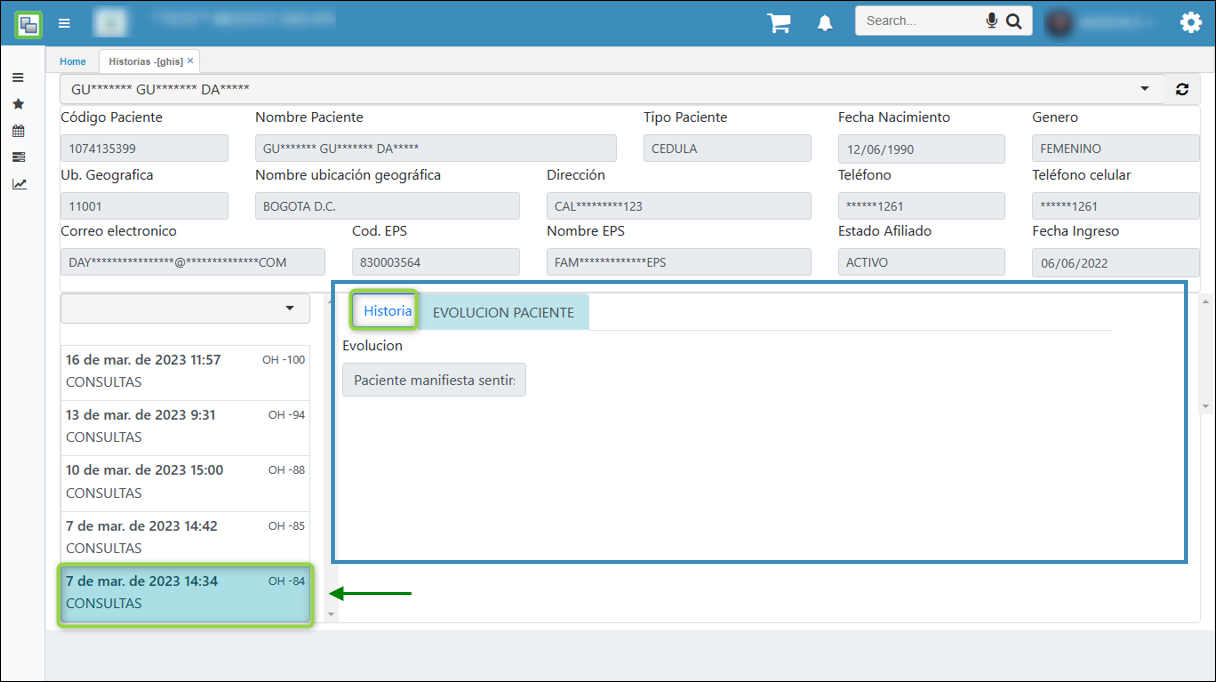 Search...
Home
Historias -[ghis] ×
GU******* GU******* DA*****
Código Paciente
Nombre Paciente
Tipo Paciente
Fecha Nacimiento
Genero
1074135399
GU******* GU******* DA*****
CEDULA
12/06/1990
FEMENINO
Ub. Geografica
Nombre ubicación geográfica
Dirección
Teléfono
Teléfono celular
11001
BOGOTA D.C.
CAL*********123
******1261
******1261
Correo electronico
Cod. EPS
Nombre EPS
Estado Afiliado
Fecha Ingreso
DAY****************@**************COM
830003564
FAM*************EPS
ACTIVO
06/06/2022
Historia
EVOLUCION PACIENTE
Evolucion
Paciente manifiesta sentir
16 de mar. de 2023 11:57 OH -100
CONSULTAS
13 de mar. de 2023 9:31 OH -94
CONSULTAS
10 de mar. de 2023 15:00 OH -88
CONSULTAS
7 de mar. de 2023 14:42 OH -85
CONSULTAS
7 de mar. de 2023 14:34 OH -84
CONSULTAS